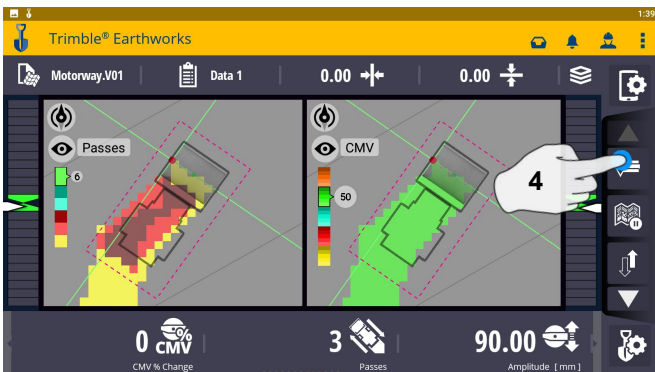 1:39
Trimble® Earthworks
Motorway.V01 Data 1 0.00 0.00
Passes
6
CMV
50
4
0 CMV % 3 90.00
CMV % Change Passes Amplitude [ mm ]